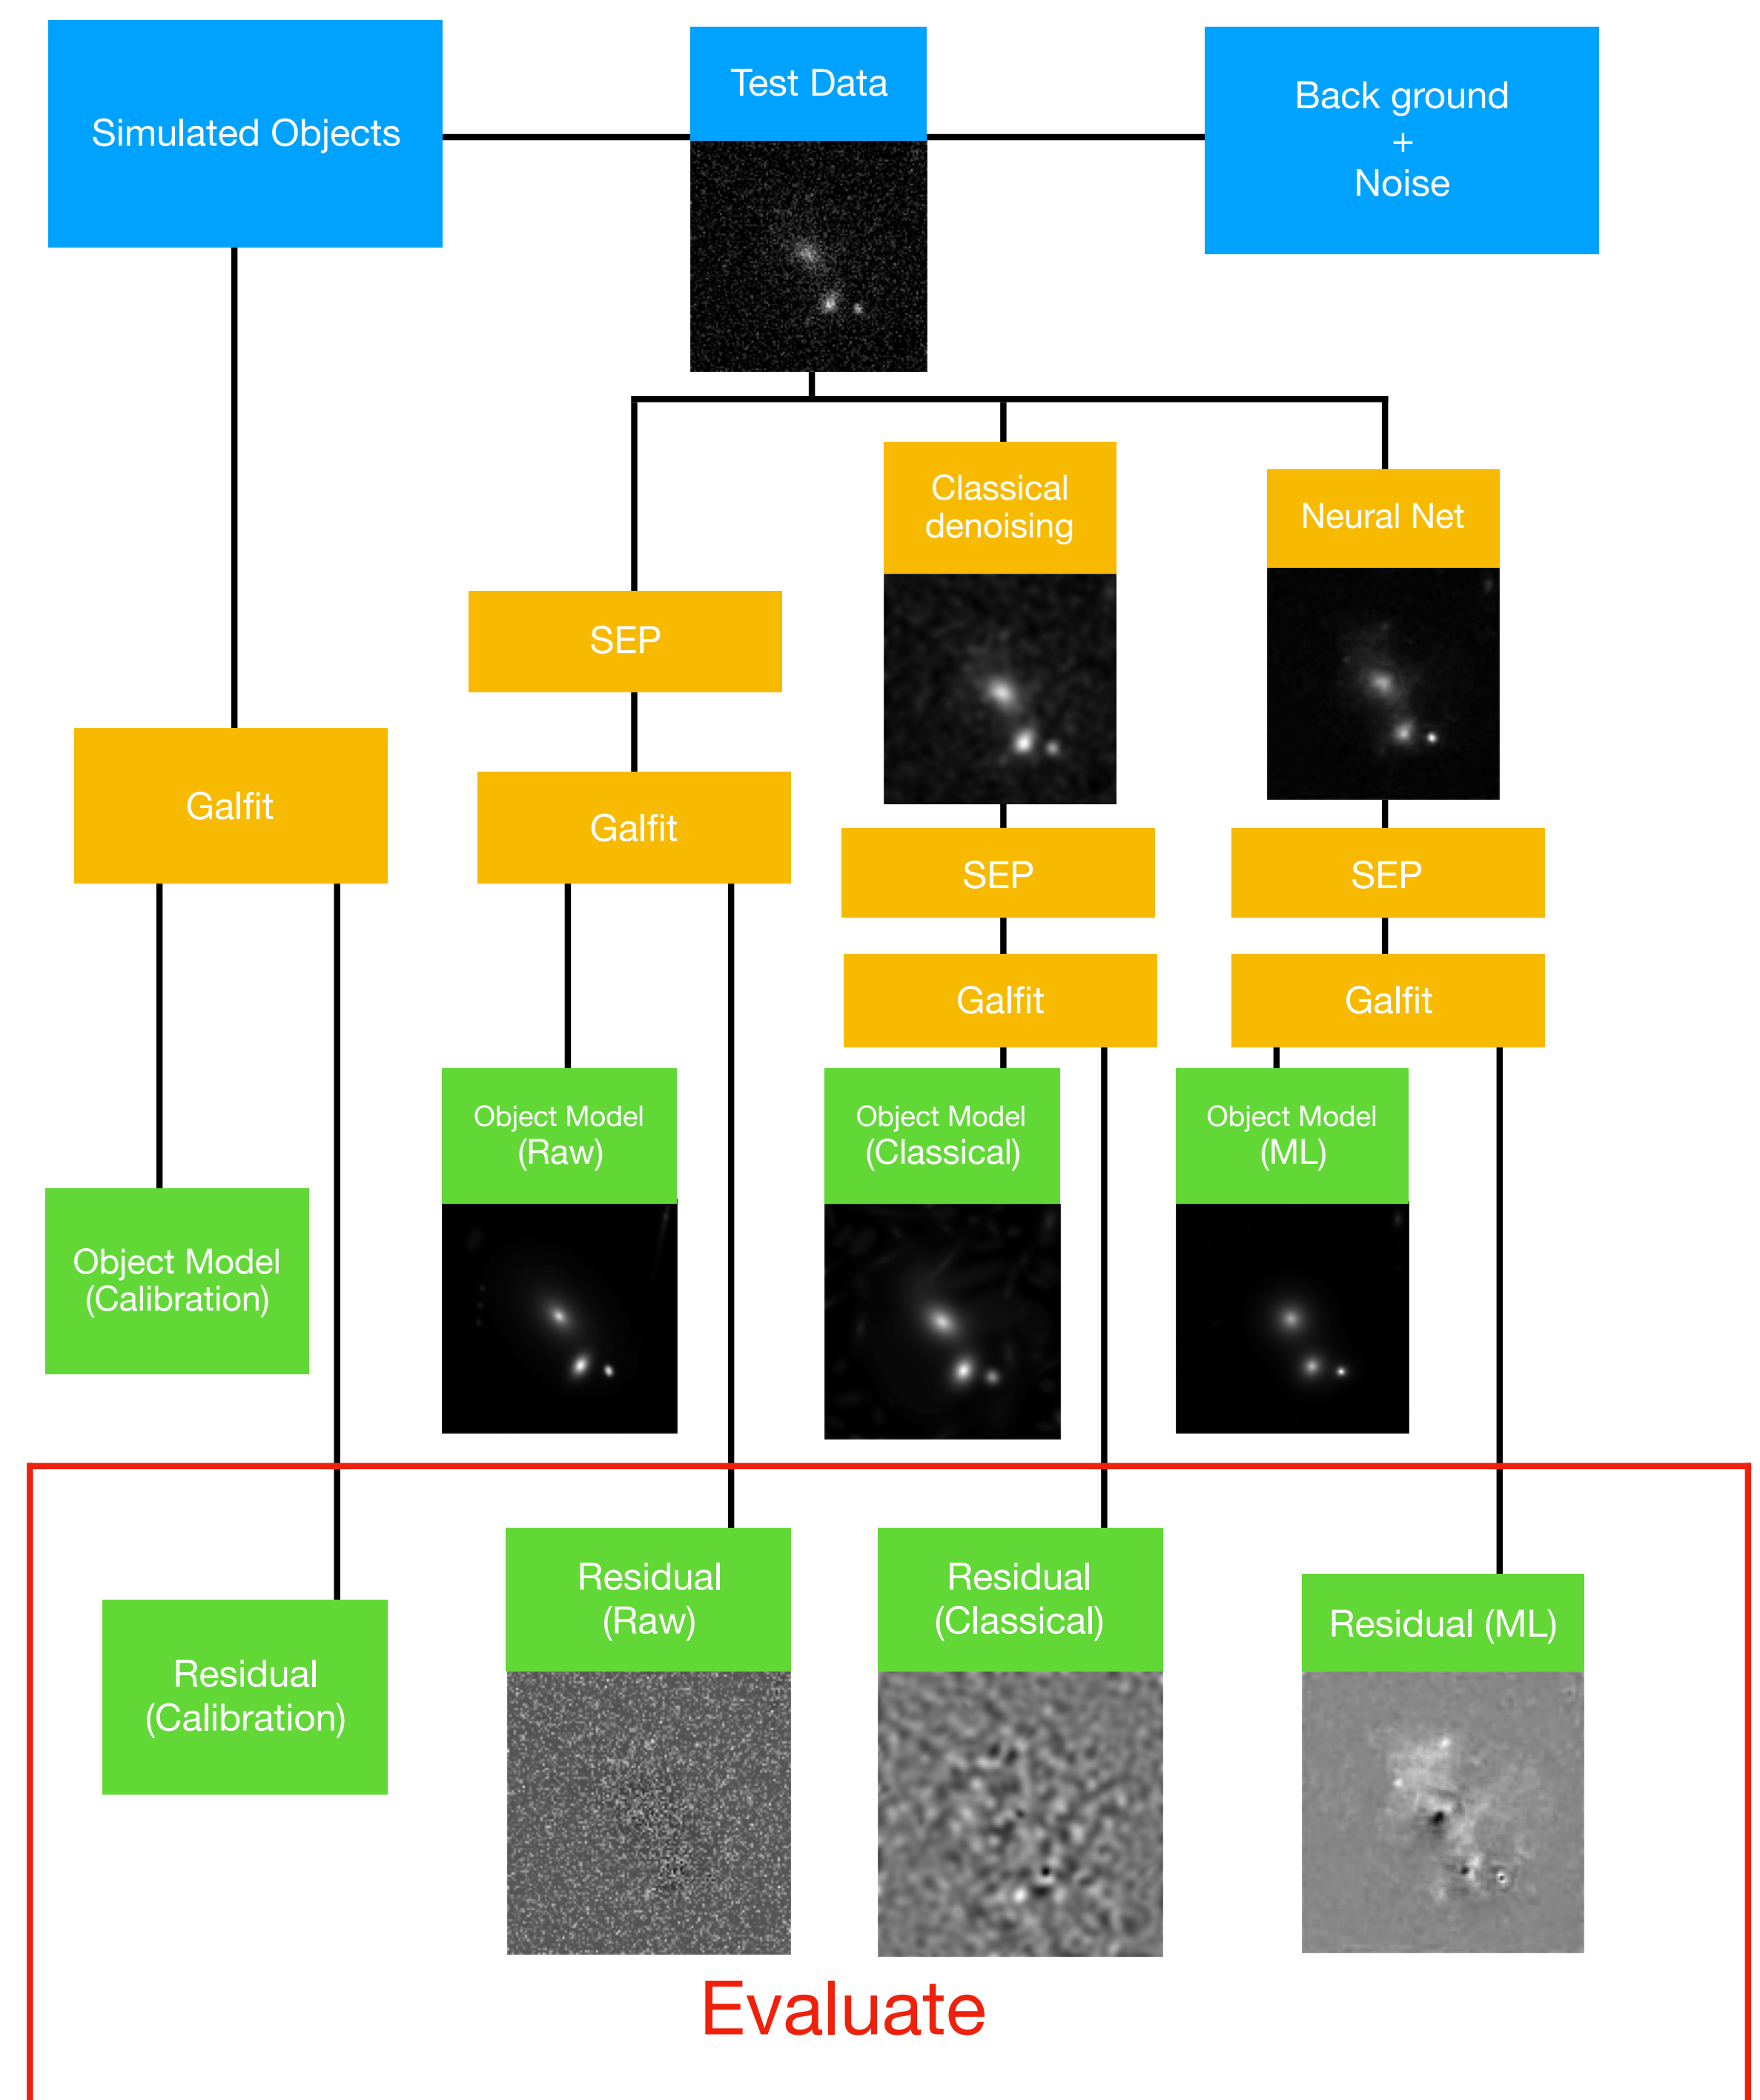 Simulated Objects
Test Data
Back ground
+
Noise
Classical
denoising
Neural Net
SEP
Galfit
Galfit
SEP
SEP
Galfit
Galfit
Object Model
(Raw)
Object Model
(Classical)
Object Model
(ML)
Object Model
(Calibration)
Residual
(Raw)
Residual
(Classical)
Residual (ML)
Residual
(Calibration)
Evaluate